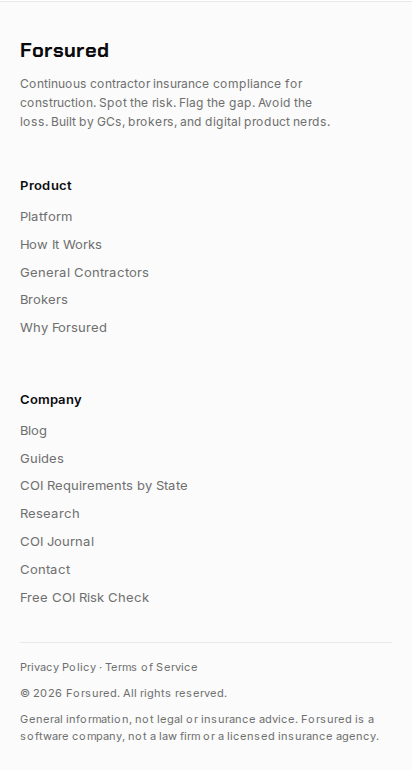 Forsured
Continuous contractor insurance compliance for
construction. Spot the risk. Flag the gap. Avoid the
loss. Built by GCs, brokers, and digital product nerds.
Product
Platform
How It Works
General Contractors
Brokers
Why Forsured
Company
Blog
Guides
COI Requirements by State
Research
COI Journal
Contact
Free COI Risk Check
Privacy Policy · Terms of Service
© 2026 Forsured. All rights reserved.
General information, not legal or insurance advice. Forsured is a
software company, not a law firm or a licensed insurance agency.